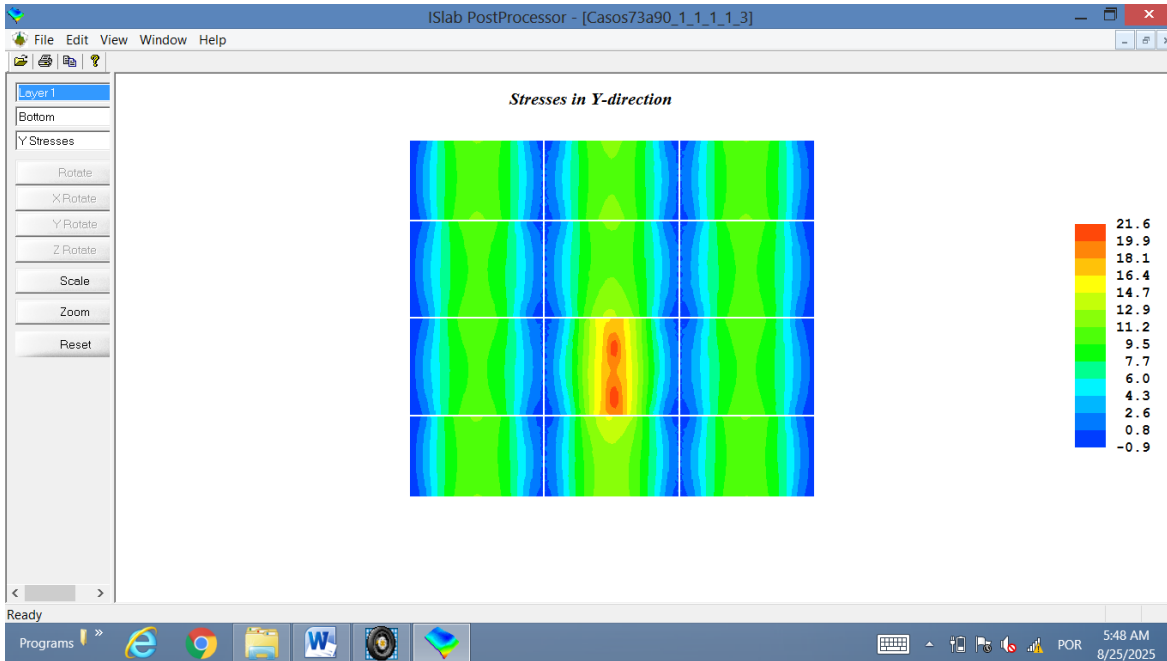 ISlab PostProcessor - [Casos73a90_1_1_1_1_3]
File Edit View Window Help
Layer1
Bottom
Y Stresses
Rotate
X Rotate
Y Rotate
Z Rotate
Scale
Zoom
Reset
Stresses in Y-direction
21.6
19.9
18.1
16.4
14.7
12.9
11.2
9.5
7.7
6.0
4.3
2.6
0.8
-0.9
Ready
Programs
POR
5:48 AM
8/25/2025